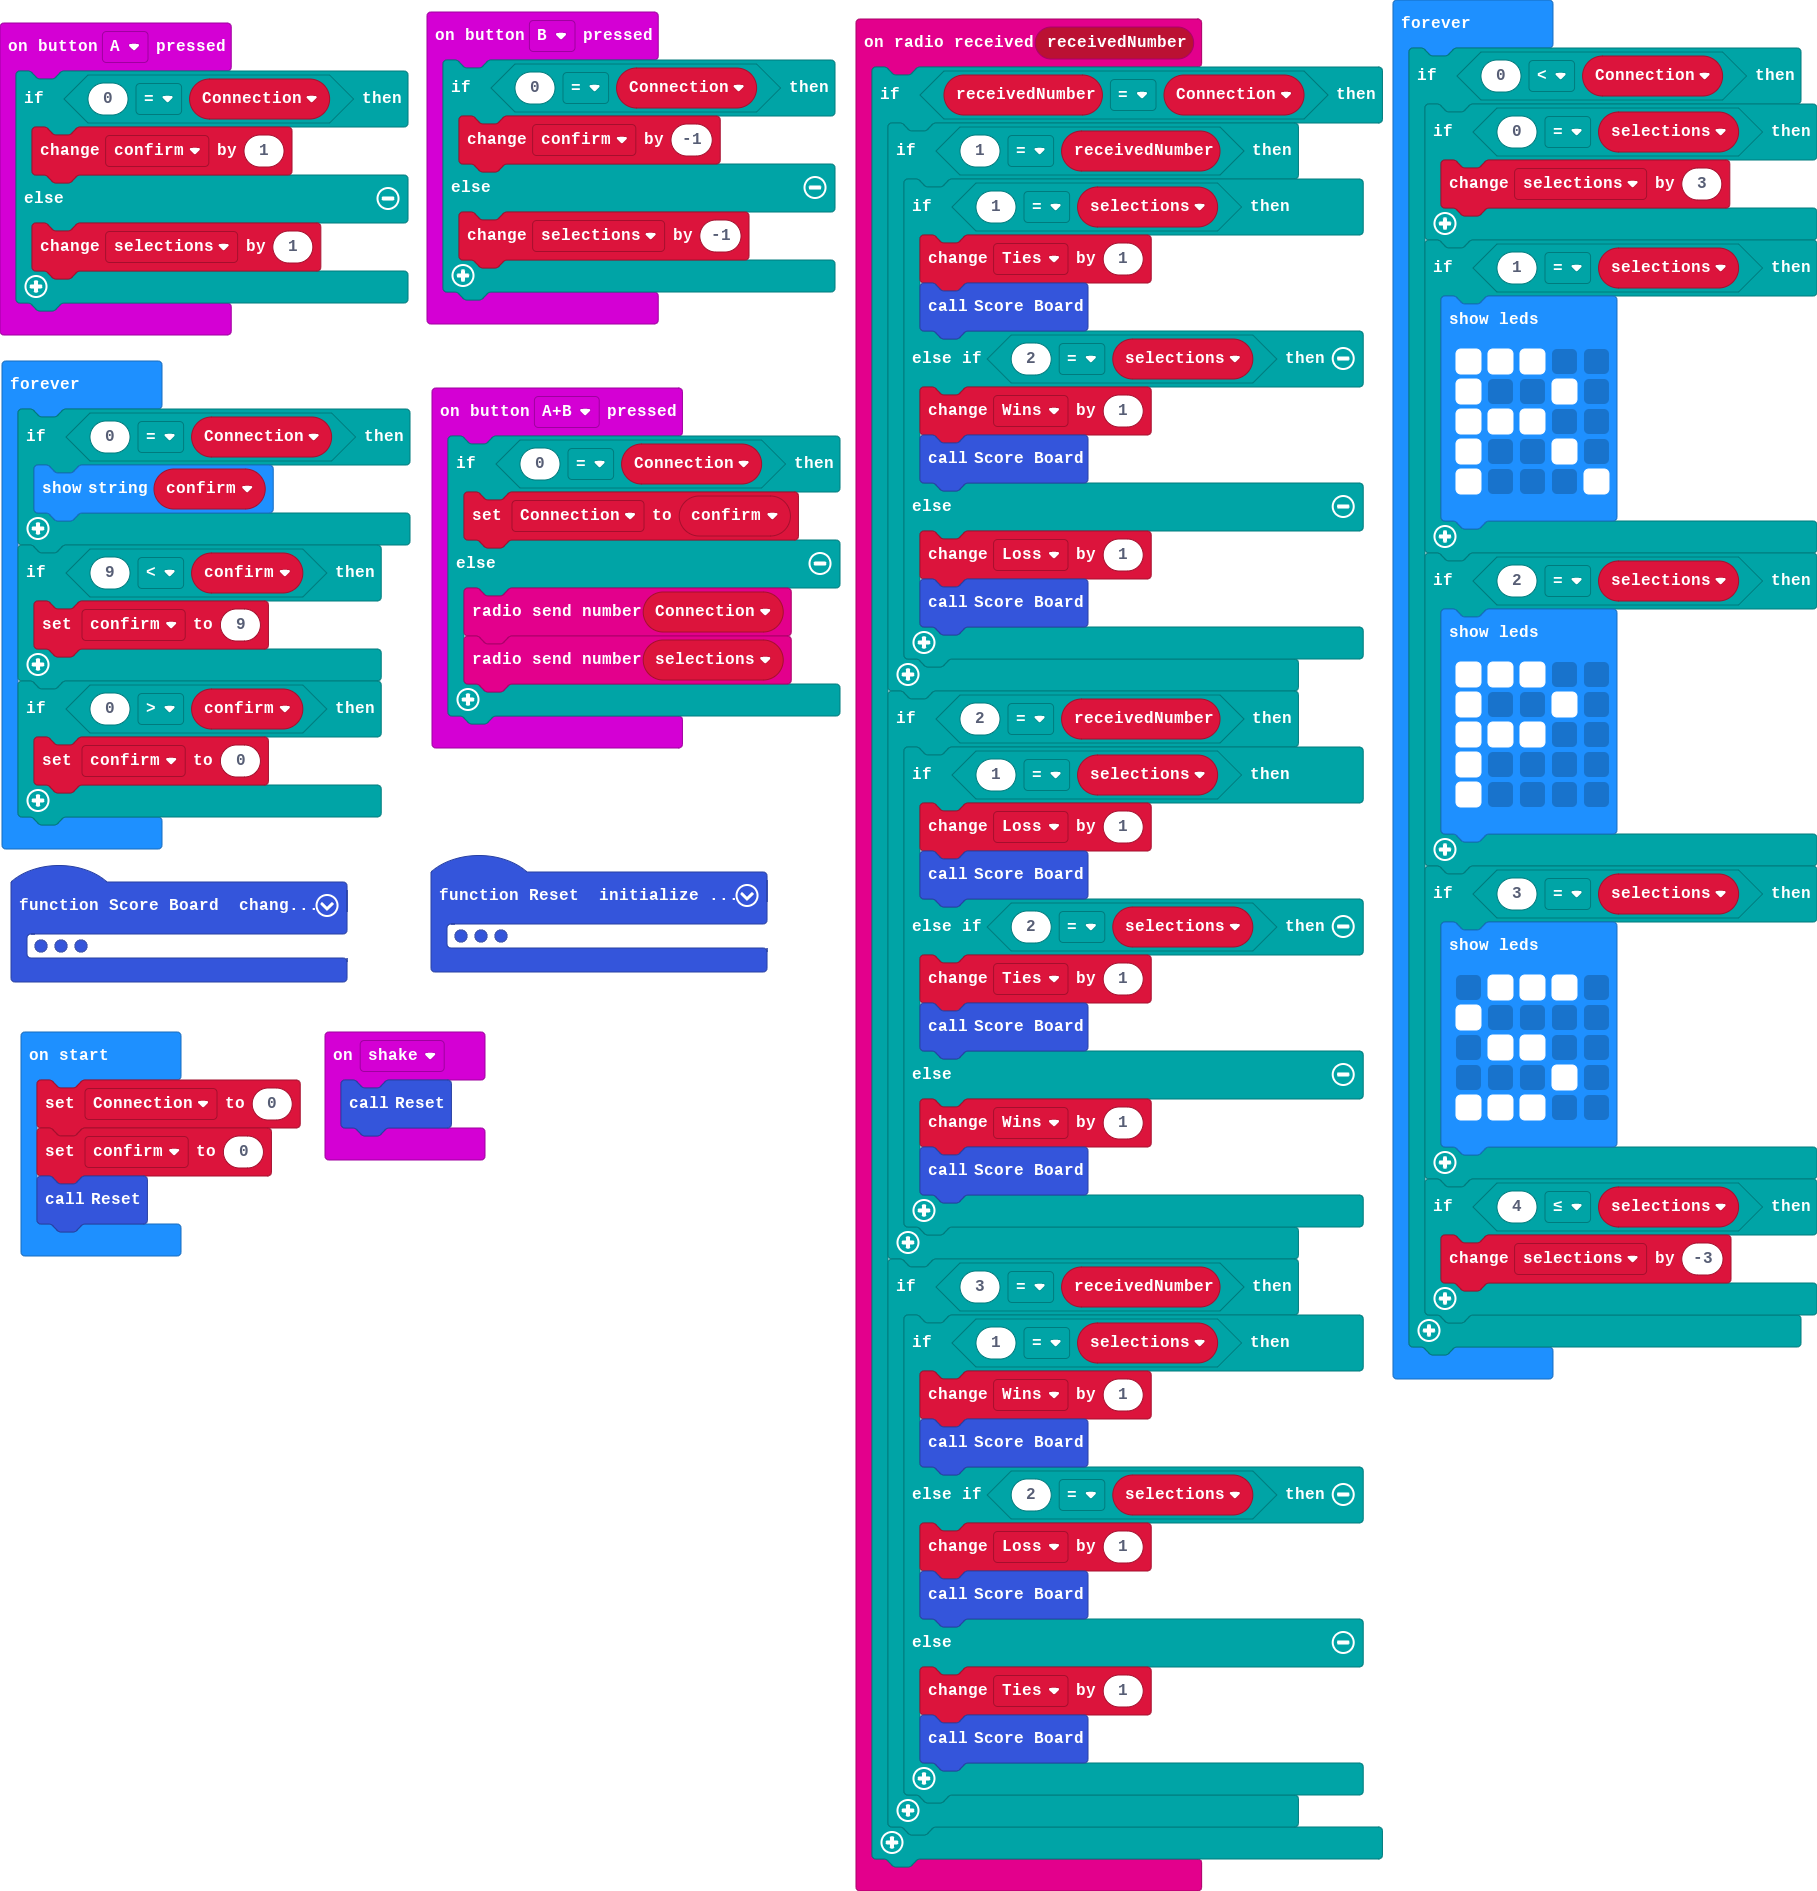 on button A pressed
if 0 = Connection then
change confirm by 1
else
change selections by 1
on button B pressed
if 0 = Connection then
change confirm by -1
else
change selections by -1
forever
if 0 = Connection then
show string confirm
if 9 < confirm then
set confirm to 9
if 0 > confirm then
set confirm to 0
on button A+B pressed
if 0 = Connection then
set Connection to confirm
else
radio send number Connection
radio send number selections
function Score Board chang...
function Reset initialize ...
on start
set Connection to 0
set confirm to 0
call Reset
on shake
call Reset
on radio received receivedNumber
if receivedNumber = Connection then
if 1 = receivedNumber then
if 1 = selections then
change Ties by 1
call Score Board
else if 2 = selections then
change Wins by 1
call Score Board
else
change Loss by 1
call Score Board
if 2 = receivedNumber then
if 1 = selections then
change Loss by 1
call Score Board
else if 2 = selections then
change Ties by 1
call Score Board
else
change Wins by 1
call Score Board
if 3 = receivedNumber then
if 1 = selections then
change Wins by 1
call Score Board
else if 2 = selections then
change Loss by 1
call Score Board
else
change Ties by 1
call Score Board
forever
if 0 < Connection then
if 0 = selections then
change selections by 3
if 1 = selections then
show leds
if 2 = selections then
show leds
if 3 = selections then
show leds
if 4 ≤ selections then
change selections by -3